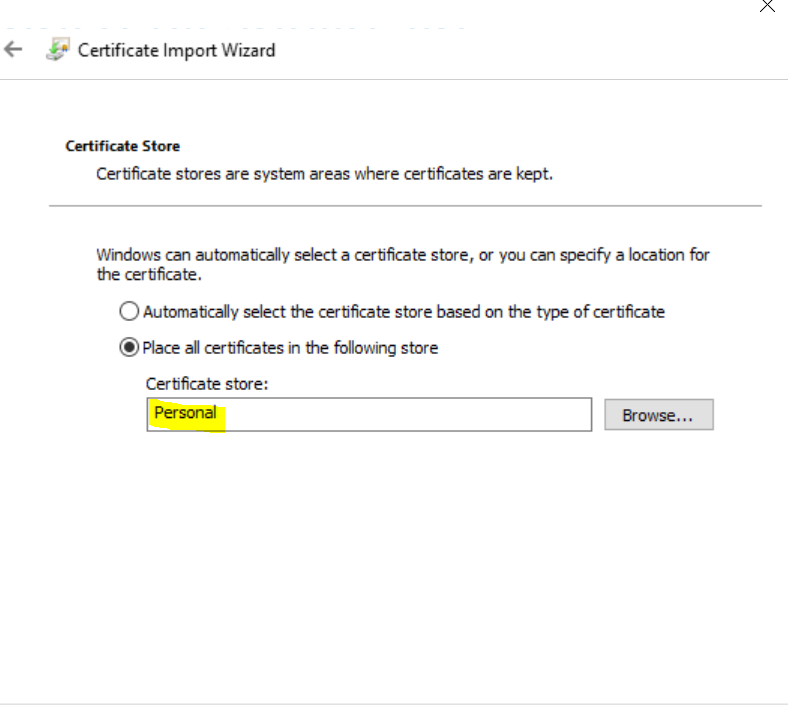 Certificate Import Wizard
Certificate Store
Certificate stores are system areas where certificates are kept.
Windows can automatically select a certificate store, or you can specify a location for
the certificate.
Automatically select the certificate store based on the type of certificate
Place all certificates in the following store
Certificate store:
Personal
Browse...